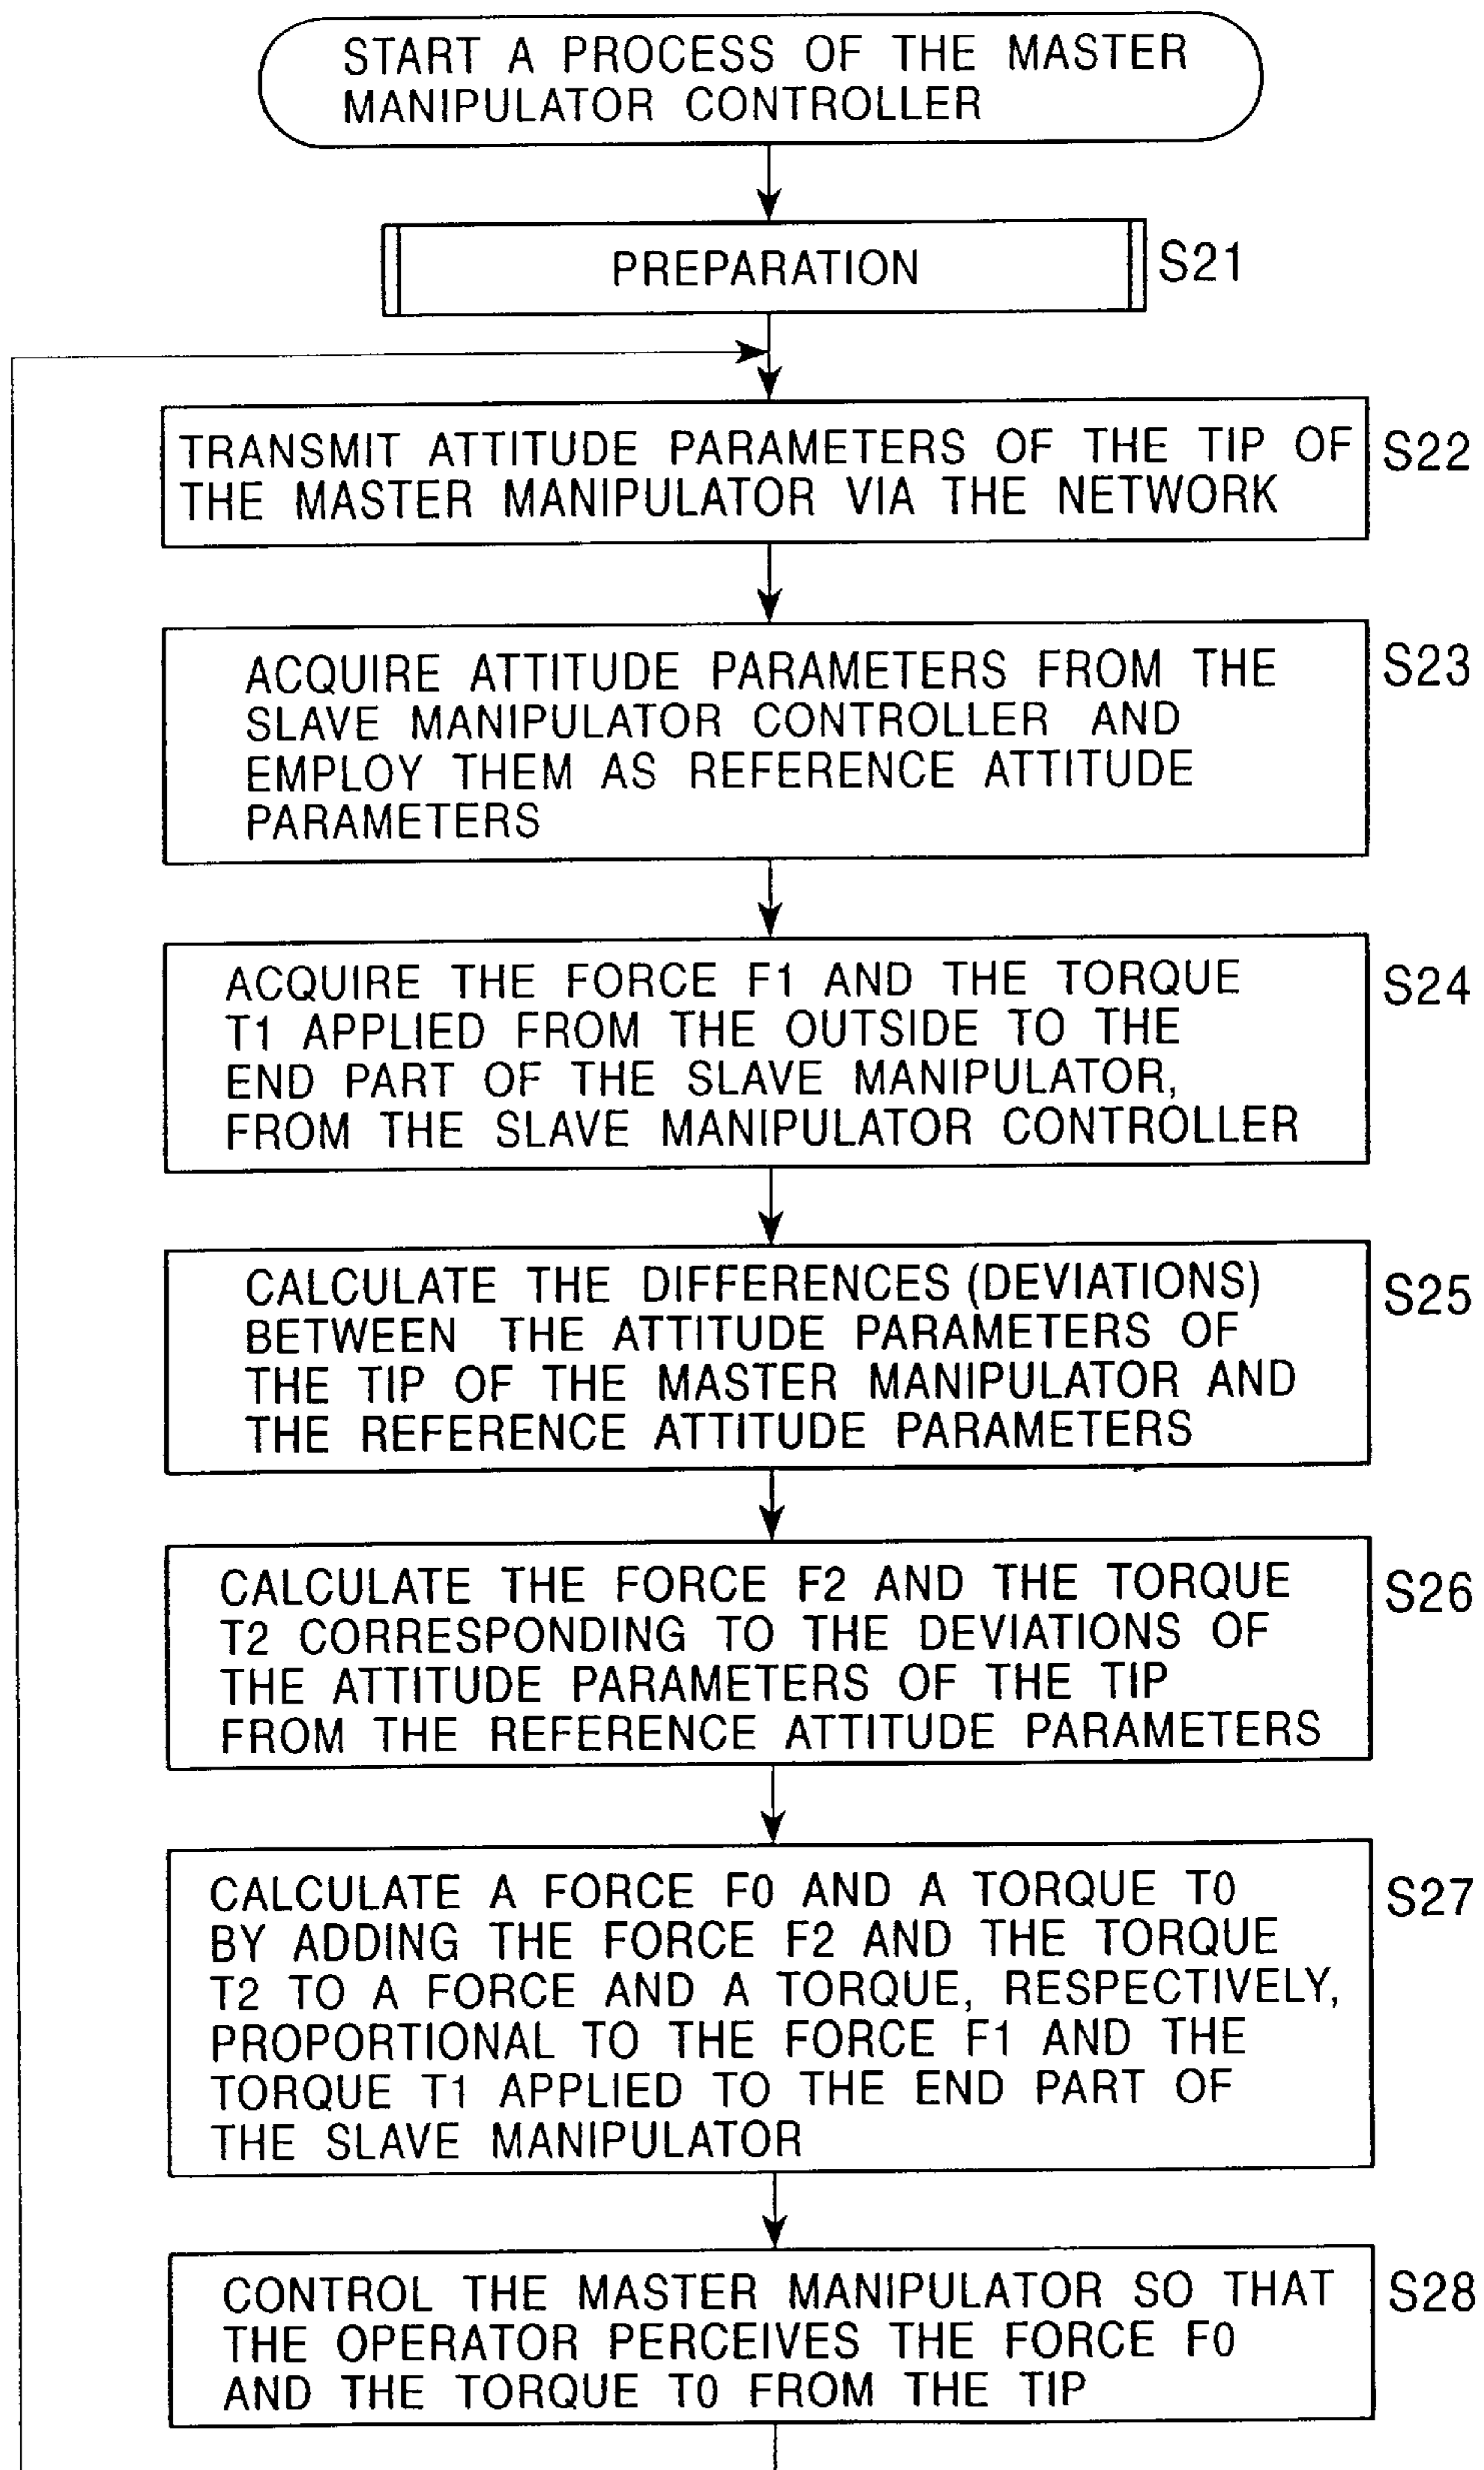 START A PROCESS OF THE MASTER
MANIPULATOR CONTROLLER
PREPARATION
S21
TRANSMIT ATTITUDE PARAMETERS OF THE TIP OF
THE MASTER MANIPULATOR VIA THE NETWORK
S22
ACQUIRE ATTITUDE PARAMETERS FROM THE
SLAVE MANIPULATOR CONTROLLER AND
EMPLOY THEM AS REFERENCE ATTITUDE
PARAMETERS
S23
ACQUIRE THE FORCE F1 AND THE TORQUE
T1 APPLIED FROM THE OUTSIDE TO THE
END PART OF THE SLAVE MANIPULATOR,
FROM THE SLAVE MANIPULATOR CONTROLLER
S24
CALCULATE THE DIFFERENCES (DEVIATIONS)
BETWEEN THE ATTITUDE PARAMETERS OF
THE TIP OF THE MASTER MANIPULATOR AND
THE REFERENCE ATTITUDE PARAMETERS
S25
CALCULATE THE FORCE F2 AND THE TORQUE
T2 CORRESPONDING TO THE DEVIATIONS OF
THE ATTITUDE PARAMETERS OF THE TIP
FROM THE REFERENCE ATTITUDE PARAMETERS
S26
CALCULATE A FORCE F0 AND A TORQUE T0
BY ADDING THE FORCE F2 AND THE TORQUE
T2 TO A FORCE AND A TORQUE, RESPECTIVELY,
PROPORTIONAL TO THE FORCE F1 AND THE
TORQUE T1 APPLIED TO THE END PART OF
THE SLAVE MANIPULATOR
S27
CONTROL THE MASTER MANIPULATOR SO THAT
THE OPERATOR PERCEIVES THE FORCE F0
AND THE TORQUE T0 FROM THE TIP
S28